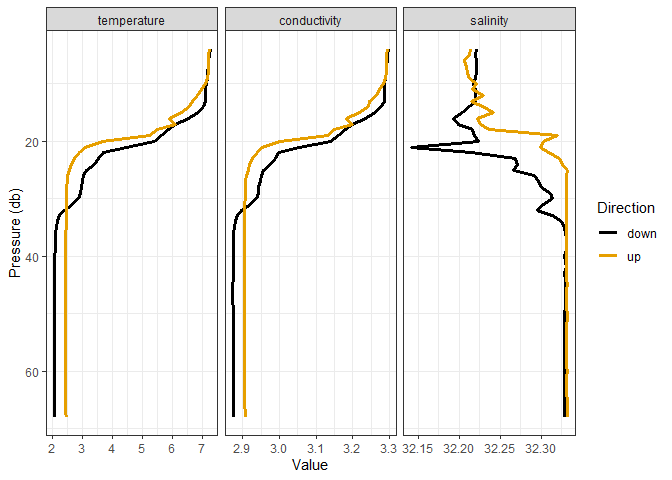 temperature conductivity salinity
Pressure (db)
20
40
60
2 3 4 5 6 7
2.9 3.0 3.1 3.2 3.3
32.15 32.20 32.25 32.30
Value
Direction
down
up